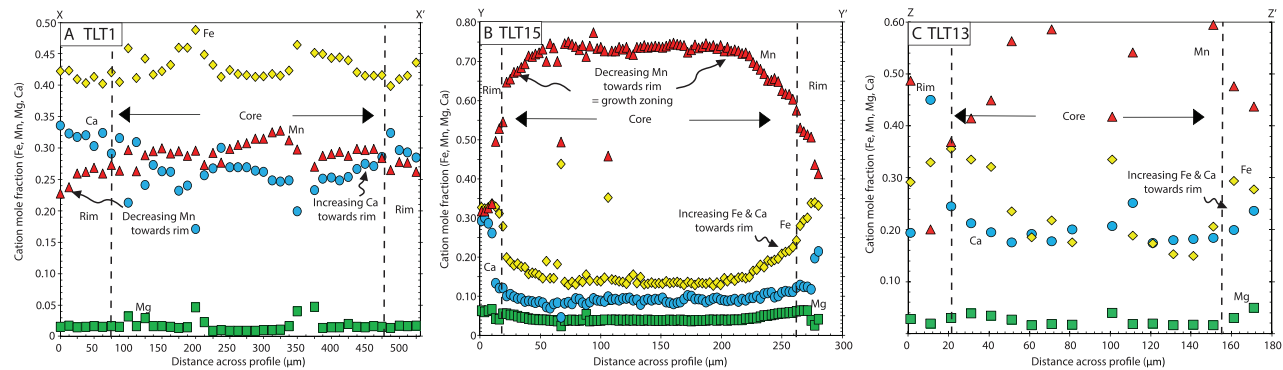 X X'
A TLT1
Cation mole fraction (Fe, Mn, Mg, Ca)
0.50
0.45
0.40
0.35
0.30
0.25
0.20
0.15
0.10
0.05
0
Fe
Core
Ca
Mn
Rim
Decreasing Mn
towards rim
Increasing Ca
towards rim
Rim
Mg
0 50 100 150 200 250 300 350 400 450 500
Distance across profile (μm)
Y Y'
B TLT15
Cation mole fraction (Fe, Mn, Mg, Ca)
0.80
0.70
0.60
0.50
0.40
0.30
0.20
0.10
0
Mn
Decreasing Mn
towards rim
= growth zoning
Rim
Rim
Core
Increasing Fe & Ca
towards rim
Fe
Ca
Mg
0 50 100 150 200 250 300
Distance across profile (μm)
Z Z'
C TLT13
Cation mole fraction (Fe, Mn, Mg, Ca)
0.60
0.50
0.40
0.30
0.20
0.10
Mn
Rim
Core
Increasing Fe & Ca
towards rim
Fe
Ca
Mg
0 20 40 60 80 100 120 140 160 180
Distance across profile (μm)